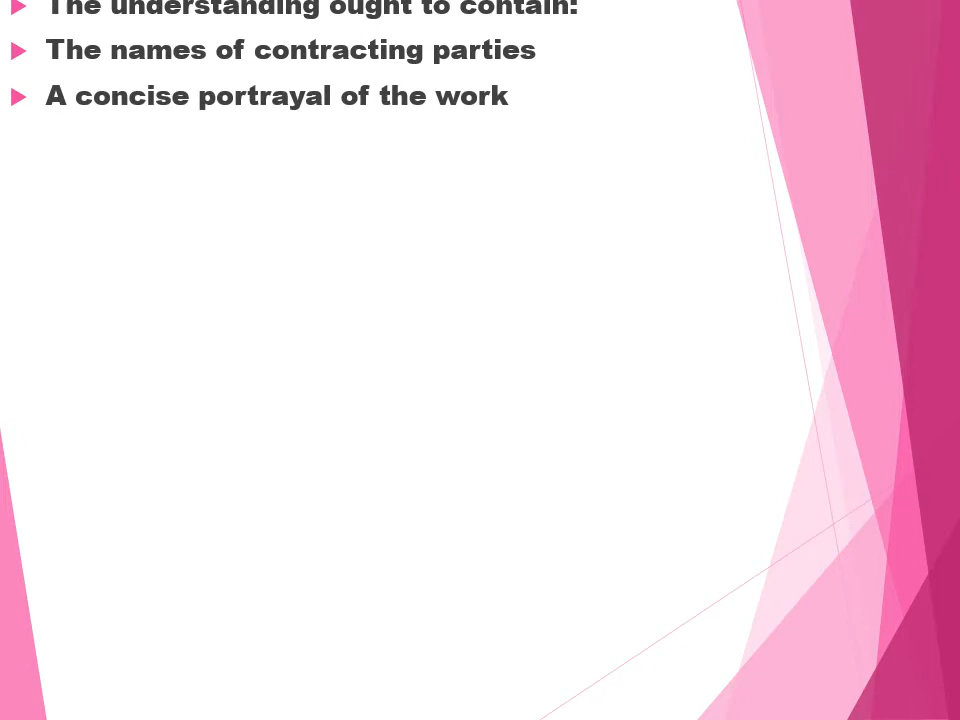 The understanding ought to contain:
The names of contracting parties
A concise portrayal of the work